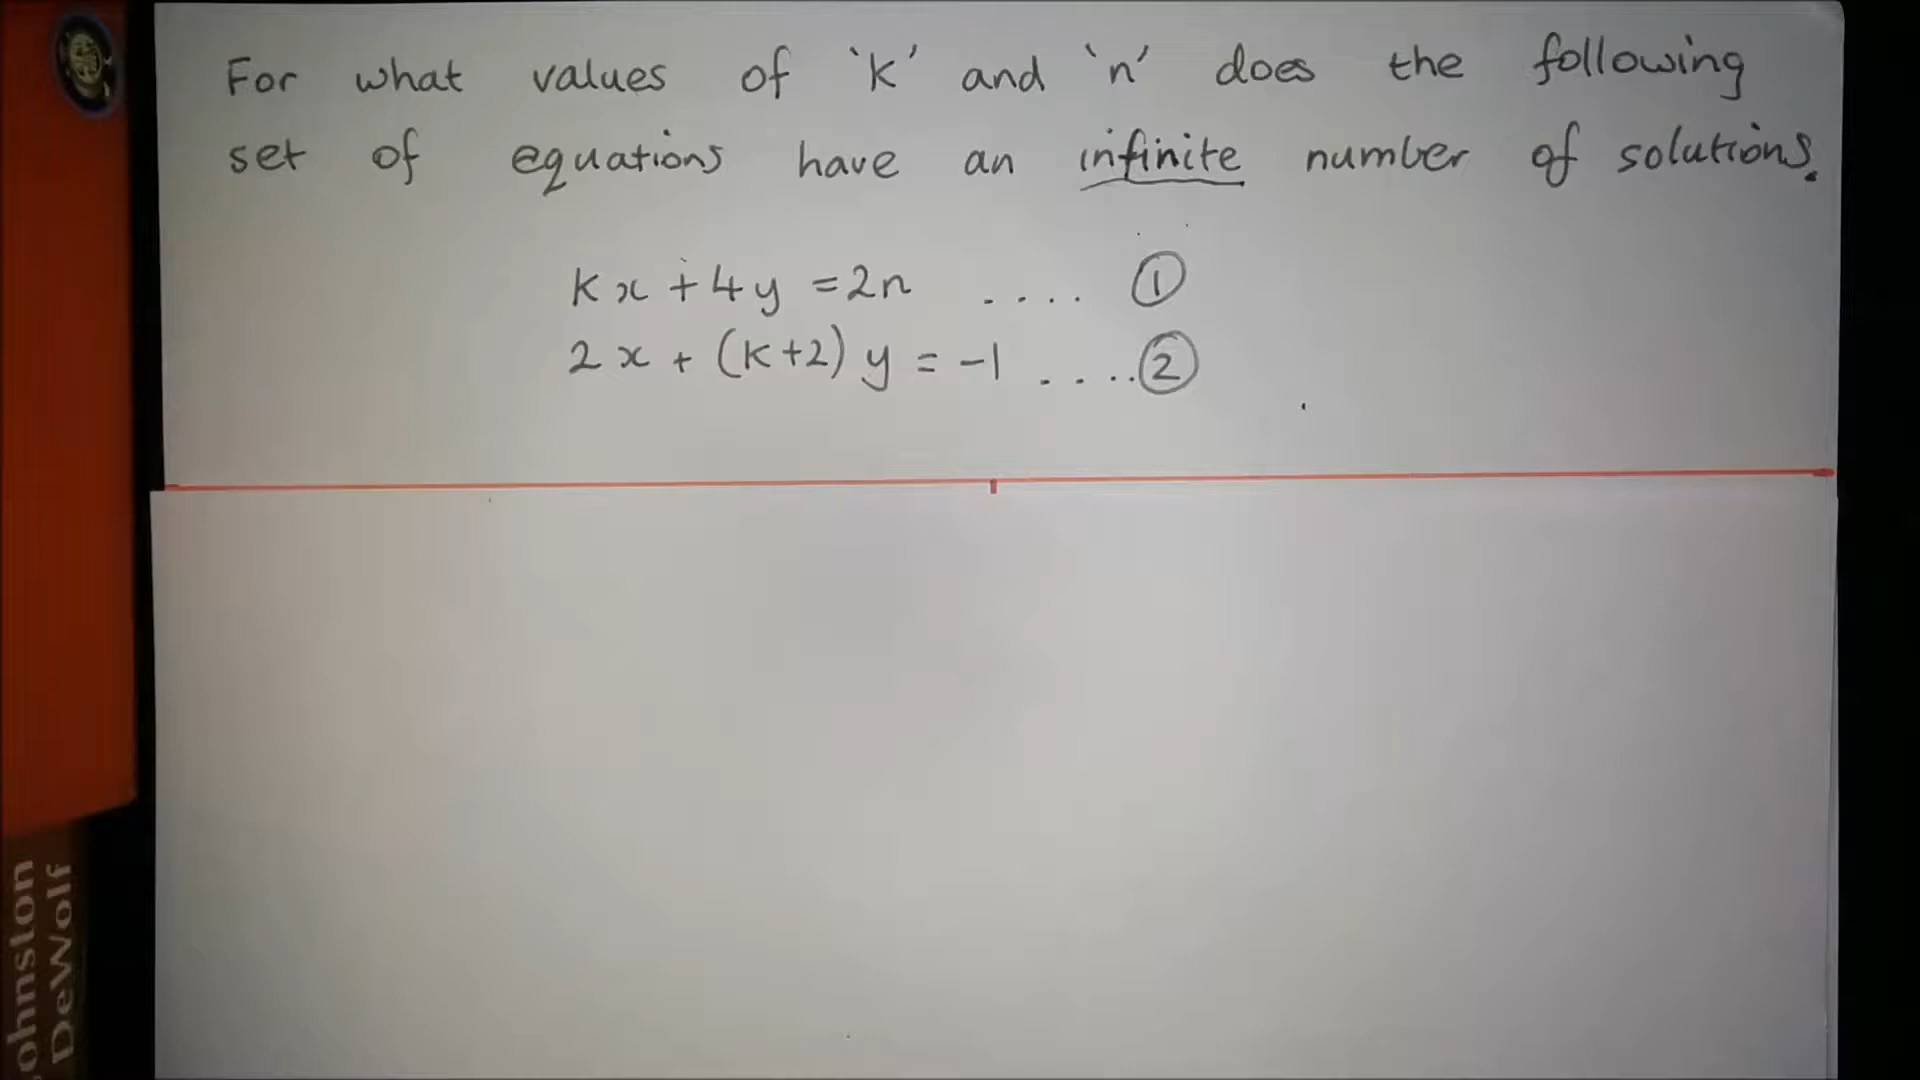 For what values of 'k' and 'n' does the following
set of equations have an infinite number of solutions.
kx + 4y = 2n .... ①
2x + (k+2) y = -1 ....②
ohnston
DeWolf